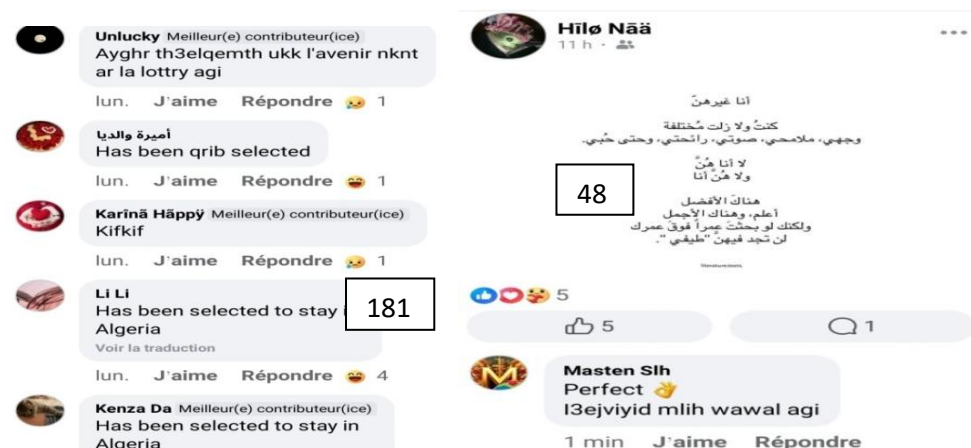 Unlucky Meilleur(e) contributeur(ice)
Ayghr th3elqemth ukk l'avenir nknt
ar la lottry agi
lun. J'aime Répondre 😢 1
أميرة والديا
Has been qrib selected
lun. J'aime Répondre 😆 1
Karînã Hãppÿ Meilleur(e) contributeur(ice)
Kifkif
lun. J'aime Répondre 😢 1
Li Li
Has been selected to stay
Algeria
Voir la traduction
lun. J'aime Répondre 😆 4
Kenza Da Meilleur(e) contributeur(ice)
Has been selected to stay in
Algeria
181
Hīlø Nāä
11 h
أنا غيرهنّ
كنتُ ولا زلت مُختلفة
وجهي، ملامحي، صوتي، رائحتي، وحتى حُبي.
لا أنا هُنَّ
ولا هُنَّ أنا
هناك الأفضل
أعلم، وهناك الأجمل
ولكنك لو بحثتَ عمراً فوقَ عمرك
لن تجد فيهنَّ "طيفي".
48
5
5 1
Masten Slh
Perfect 👌
I3ejviyid mlih wawal agi
1 min J'aime Répondre